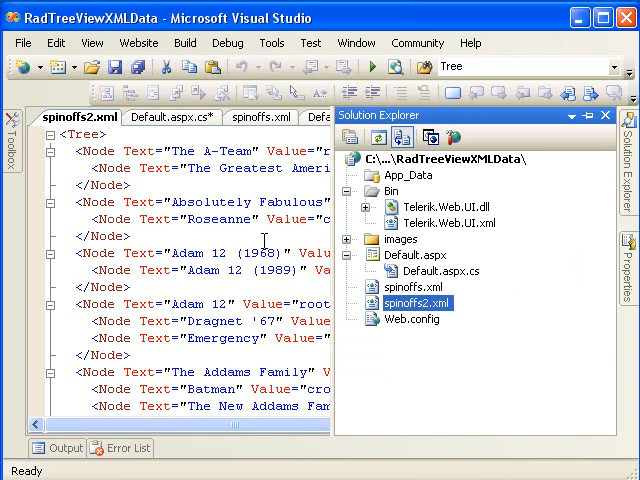 RadTreeViewXMLData - Microsoft Visual Studio
File Edit View Website Build Debug Tools Test Window Community Help
Tree
Toolbox
spinoffs2.xml Default.aspx.cs* spinoffs.xml Defa
<Tree>
<Node Text="The A-Team" Value="r
<Node Text="The Greatest Ameri
</Node>
<Node Text="Absolutely Fabulous"
<Node Text="Roseanne" Value="c
</Node>
<Node Text="Adam 12 (1968)" Valu
<Node Text="Adam 12 (1989)" Va
</Node>
<Node Text="Adam 12" Value="root
<Node Text="Dragnet '67" Value
<Node Text="Emergency" Value="
</Node>
<Node Text="The Addams Family" V
<Node Text="Batman" Value="cro
<Node Text="The New Addams Fam
Solution Explorer
C:\...\RadTreeViewXMLData\
App_Data
Bin
Telerik.Web.UI.dll
Telerik.Web.UI.xml
images
Default.aspx
Default.aspx.cs
spinoffs.xml
spinoffs2.xml
Web.config
Solution Explorer
Properties
Output Error List
Ready